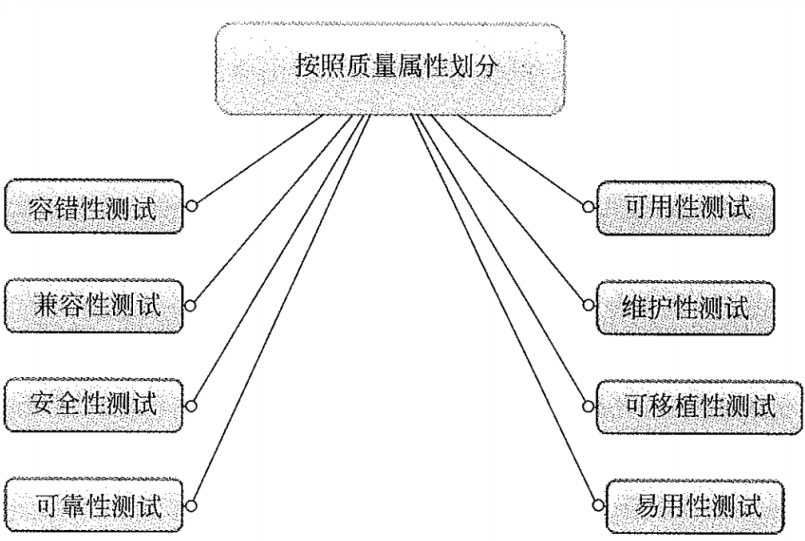 按照质量属性划分
容错性测试
兼容性测试
安全性测试
可靠性测试
可用性测试
维护性测试
可移植性测试
易用性测试